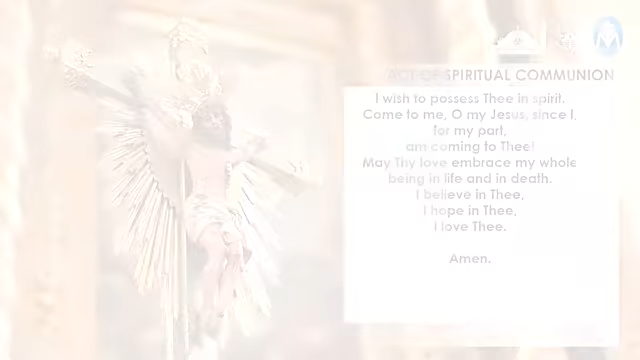 ACT OF SPIRITUAL COMMUNION
I wish to possess Thee in spirit.
Come to me, O my Jesus, since I,
for my part,
am coming to Thee!
May Thy love embrace my whole
being in life and in death.
I believe in Thee,
I hope in Thee,
I love Thee.
Amen.